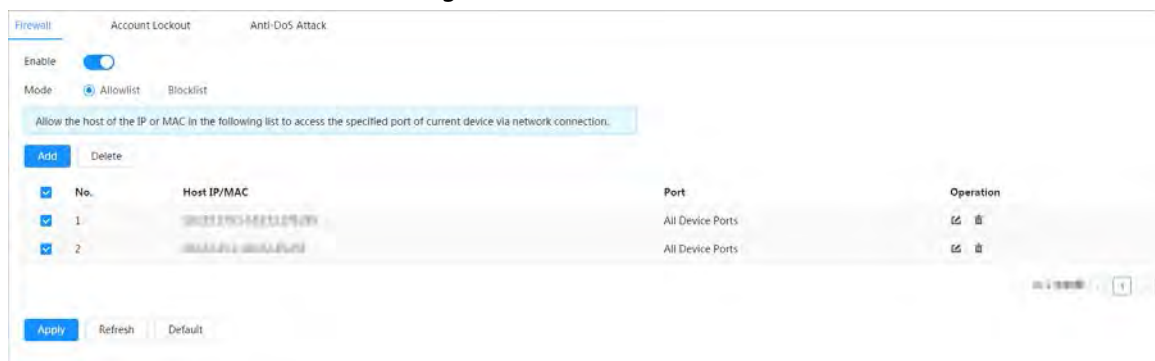 Firewall Account Lockout Anti-DoS Attack
Enable
Mode Allowlist Blocklist
Allow the host of the IP or MAC in the following list to access the specified port of current device via network connection.
Add Delete
No. Host IP/MAC Port Operation
1 All Device Ports
2 All Device Ports
Apply Refresh Default